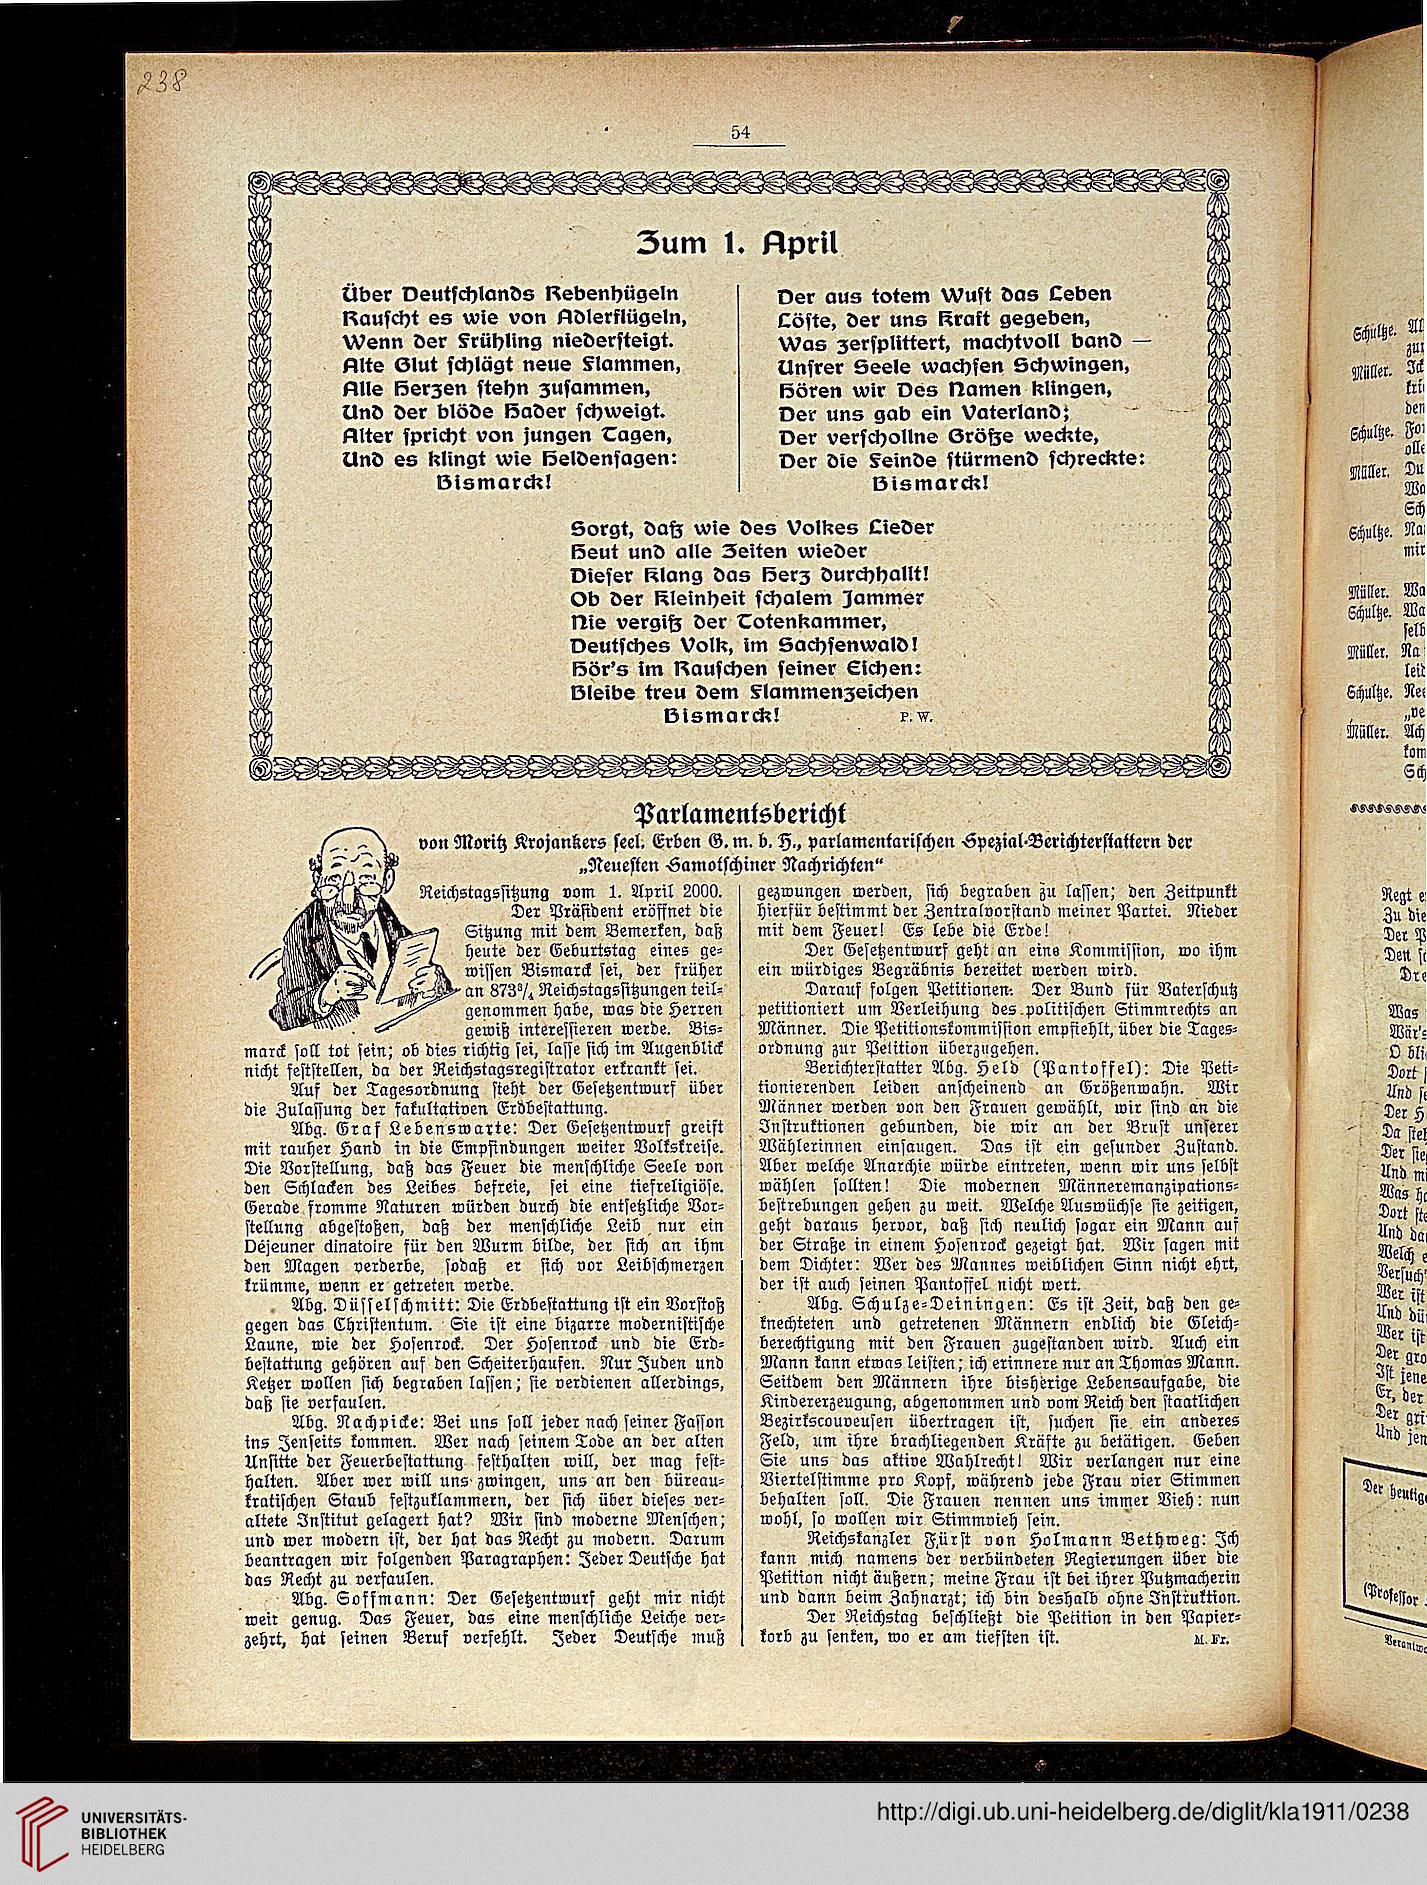 238
54
Zum 1. April
Über Deutschlands Rebenhügeln
Rauscht es wie von Adlerflügeln,
Wenn der Frühling niedersteigt.
Alte Glut schlägt neue Flammen,
Alle Herzen stehn zusammen,
Und der blöde Hader schweigt.
Alter spricht von jungen Tagen,
Und es klingt wie Heldensagen:
Bismarck!
Der aus totem Wust das Leben
Löste, der uns Kraft gegeben,
Was zersplittert, machtvoll band —
Unsrer Seele wachsen Schwingen,
Hören wir Des Namen klingen,
Der uns gab ein Vaterland;
Der verschollne Größe weckte,
Der die Feinde stürmend schreckte:
Bismarck!
Sorgt, daß wie des Volkes Lieder
Heut und alle Zeiten wieder
Dieser Klang das Herz durchhallt!
Ob der Kleinheit schalem Jammer
Nie vergiß der Totenkammer,
Deutsches Volk, im Sachsenwald!
Hör's im Rauschen seiner Eichen:
Bleibe treu dem Flammenzeichen
Bismarck!
P. W.
Parlamentsbericht
von Moritz Krojankers seel. Erben G. m. b. H., parlamentarischen Spezial-Berichterstattern der
„Neuesten Samotschiner Nachrichten“
Reichstagssitzung vom 1. April 2000.
Der Präsident eröffnet die
Sitzung mit dem Bemerken, daß
heute der Geburtstag eines ge-
wissen Bismarck sei, der früher
an 873³/₄ Reichstagssitzungen teil-
genommen habe, was die Herren
gewiß interessieren werde. Bis-
marck soll tot sein; ob dies richtig sei, lasse sich im Augenblick
nicht feststellen, da der Reichstagsregistrator erkrankt sei.
Auf der Tagesordnung steht der Gesetzentwurf über
die Zulassung der fakultativen Erdbestattung.
Abg. Graf Lebenswarte: Der Gesetzentwurf greift
mit rauher Hand in die Empfindungen weiter Volkskreise.
Die Vorstellung, daß das Feuer die menschliche Seele von
den Schlacken des Leibes befreie, sei eine tiefreligiöse.
Gerade fromme Naturen würden durch die entsetzliche Vor-
stellung abgestoßen, daß der menschliche Leib nur ein
Déjeuner dinatoire für den Wurm bilde, der sich an ihm
den Magen verderbe, sodaß er sich vor Leibschmerzen
krümme, wenn er getreten werde.
Abg. Düsselschmitt: Die Erdbestattung ist ein Vorstoß
gegen das Christentum. Sie ist eine bizarre modernistische
Laune, wie der Hosenrock. Der Hosenrock und die Erd-
bestattung gehören auf den Scheiterhaufen. Nur Juden und
Ketzer wollen sich begraben lassen; sie verdienen allerdings,
daß sie verfaulen.
Abg. Nachpicke: Bei uns soll jeder nach seiner Fasson
ins Jenseits kommen. Wer nach seinem Tode an der alten
Unsitte der Feuerbestattung festhalten will, der mag fest-
halten. Aber wer will uns zwingen, uns an den büreau-
kratischen Staub festzuklammern, der sich über dieses ver-
altete Institut gelagert hat? Wir sind moderne Menschen;
und wer modern ist, der hat das Recht zu modern. Darum
beantragen wir folgenden Paragraphen: Jeder Deutsche hat
das Recht zu verfaulen.
Abg. Soffmann: Der Gesetzentwurf geht mir nicht
weit genug. Das Feuer, das eine menschliche Leiche ver-
zehrt, hat seinen Beruf verfehlt. Jeder Deutsche muß
gezwungen werden, sich begraben zu lassen; den Zeitpunkt
hierfür bestimmt der Zentralvorstand meiner Partei. Nieder
mit dem Feuer! Es lebe die Erde!
Der Gesetzentwurf geht an eine Kommission, wo ihm
ein würdiges Begräbnis bereitet werden wird.
Darauf folgen Petitionen. Der Bund für Vaterschutz
petitioniert um Verleihung des politischen Stimmrechts an
Männer. Die Petitionskommission empfiehlt, über die Tages-
ordnung zur Petition überzugehen.
Berichterstatter Abg. Held (Pantoffel): Die Peti-
tionierenden leiden anscheinend an Größenwahn. Wir
Männer werden von den Frauen gewählt, wir sind an die
Instruktionen gebunden, die wir an der Brust unserer
Wählerinnen einsaugen. Das ist ein gesunder Zustand.
Aber welche Anarchie würde eintreten, wenn wir uns selbst
wählen sollten! Die modernen Männeremanzipations-
bestrebungen gehen zu weit. Welche Auswüchse sie zeitigen,
geht daraus hervor, daß sich neulich sogar ein Mann auf
der Straße in einem Hosenrock gezeigt hat. Wir sagen mit
dem Dichter: Wer des Mannes weiblichen Sinn nicht ehrt,
der ist auch seinen Pantoffel nicht wert.
Abg. Schulze-Deiningen: Es ist Zeit, daß den ge-
knechteten und getretenen Männern endlich die Gleich-
berechtigung mit den Frauen zugestanden wird. Auch ein
Mann kann etwas leisten; ich erinnere nur an Thomas Mann.
Seitdem den Männern ihre bisherige Lebensaufgabe, die
Kindererzeugung, abgenommen und vom Reich den staatlichen
Bezirkscouveusen übertragen ist, suchen sie ein anderes
Feld, um ihre brachliegenden Kräfte zu betätigen. Geben
Sie uns das aktive Wahlrecht! Wir verlangen nur eine
Viertelstimme pro Kopf, während jede Frau vier Stimmen
behalten soll. Die Frauen nennen uns immer Vieh: nun
wohl, so wollen wir Stimmvieh sein.
Reichskanzler Fürst von Holmann Bethweg: Ich
kann mich namens der verbündeten Regierungen über die
Petition nicht äußern; meine Frau ist bei ihrer Putzmacherin
und dann beim Zahnarzt; ich bin deshalb ohne Instruktion.
Der Reichstag beschließt die Petition in den Papier-
korb zu senken, wo er am tiefsten ist.
M. Fr.
Schultze.
Müller.
Schultze.
Müller.
Schultze.
Müller.
Schultze.
Müller.
Schultze.
Müller.
UNIVERSITÄTS-
BIBLIOTHEK
HEIDELBERG
http://digi.ub.uni-heidelberg.de/diglit/kla1911/0238